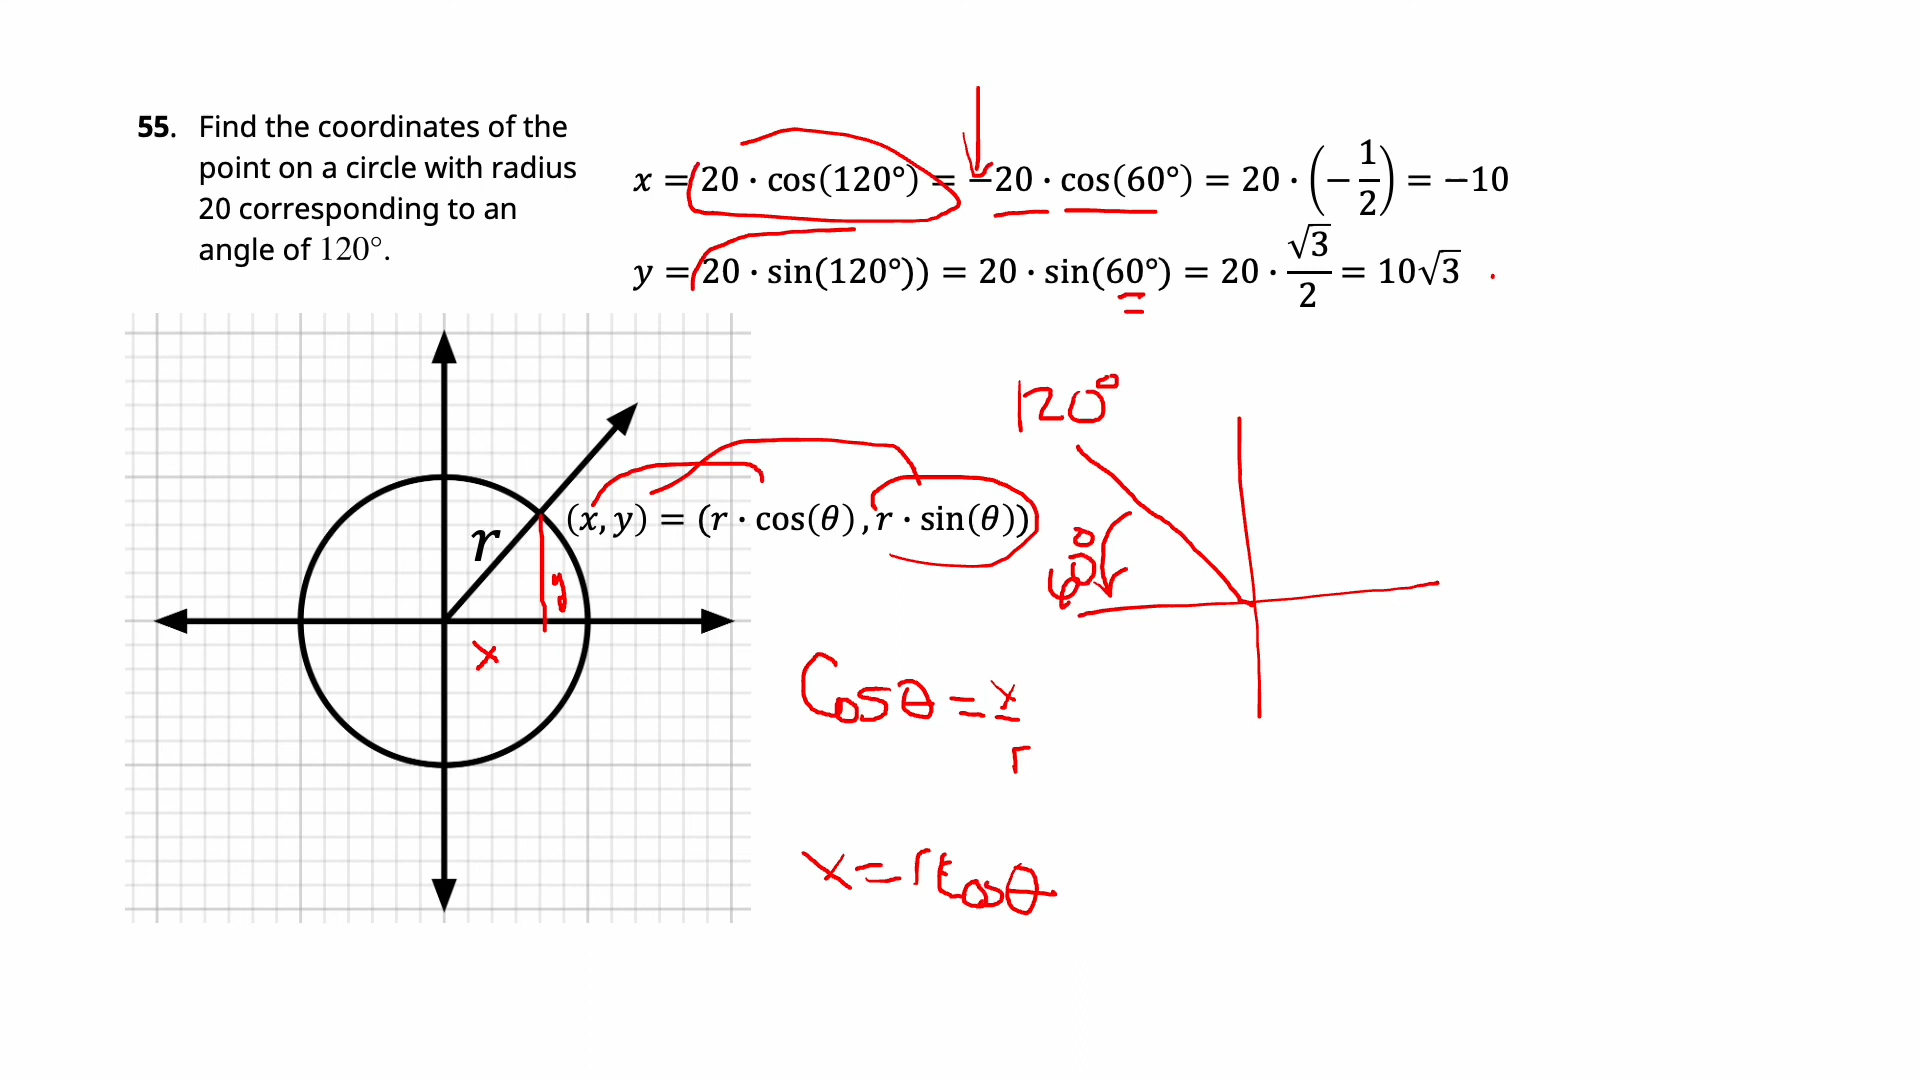 55. Find the coordinates of the
point on a circle with radius
20 corresponding to an
angle of 120°.
x = 20 · cos(120°) = −20 · cos(60°) = 20 · (−1/2) = −10
y = 20 · sin(120°)) = 20 · sin(60°) = 20 · √3/2 = 10√3
120°
r
(x, y) = (r · cos(θ), r · sin(θ))
60°
y
x
Cosθ = x/r
x = rCosθ